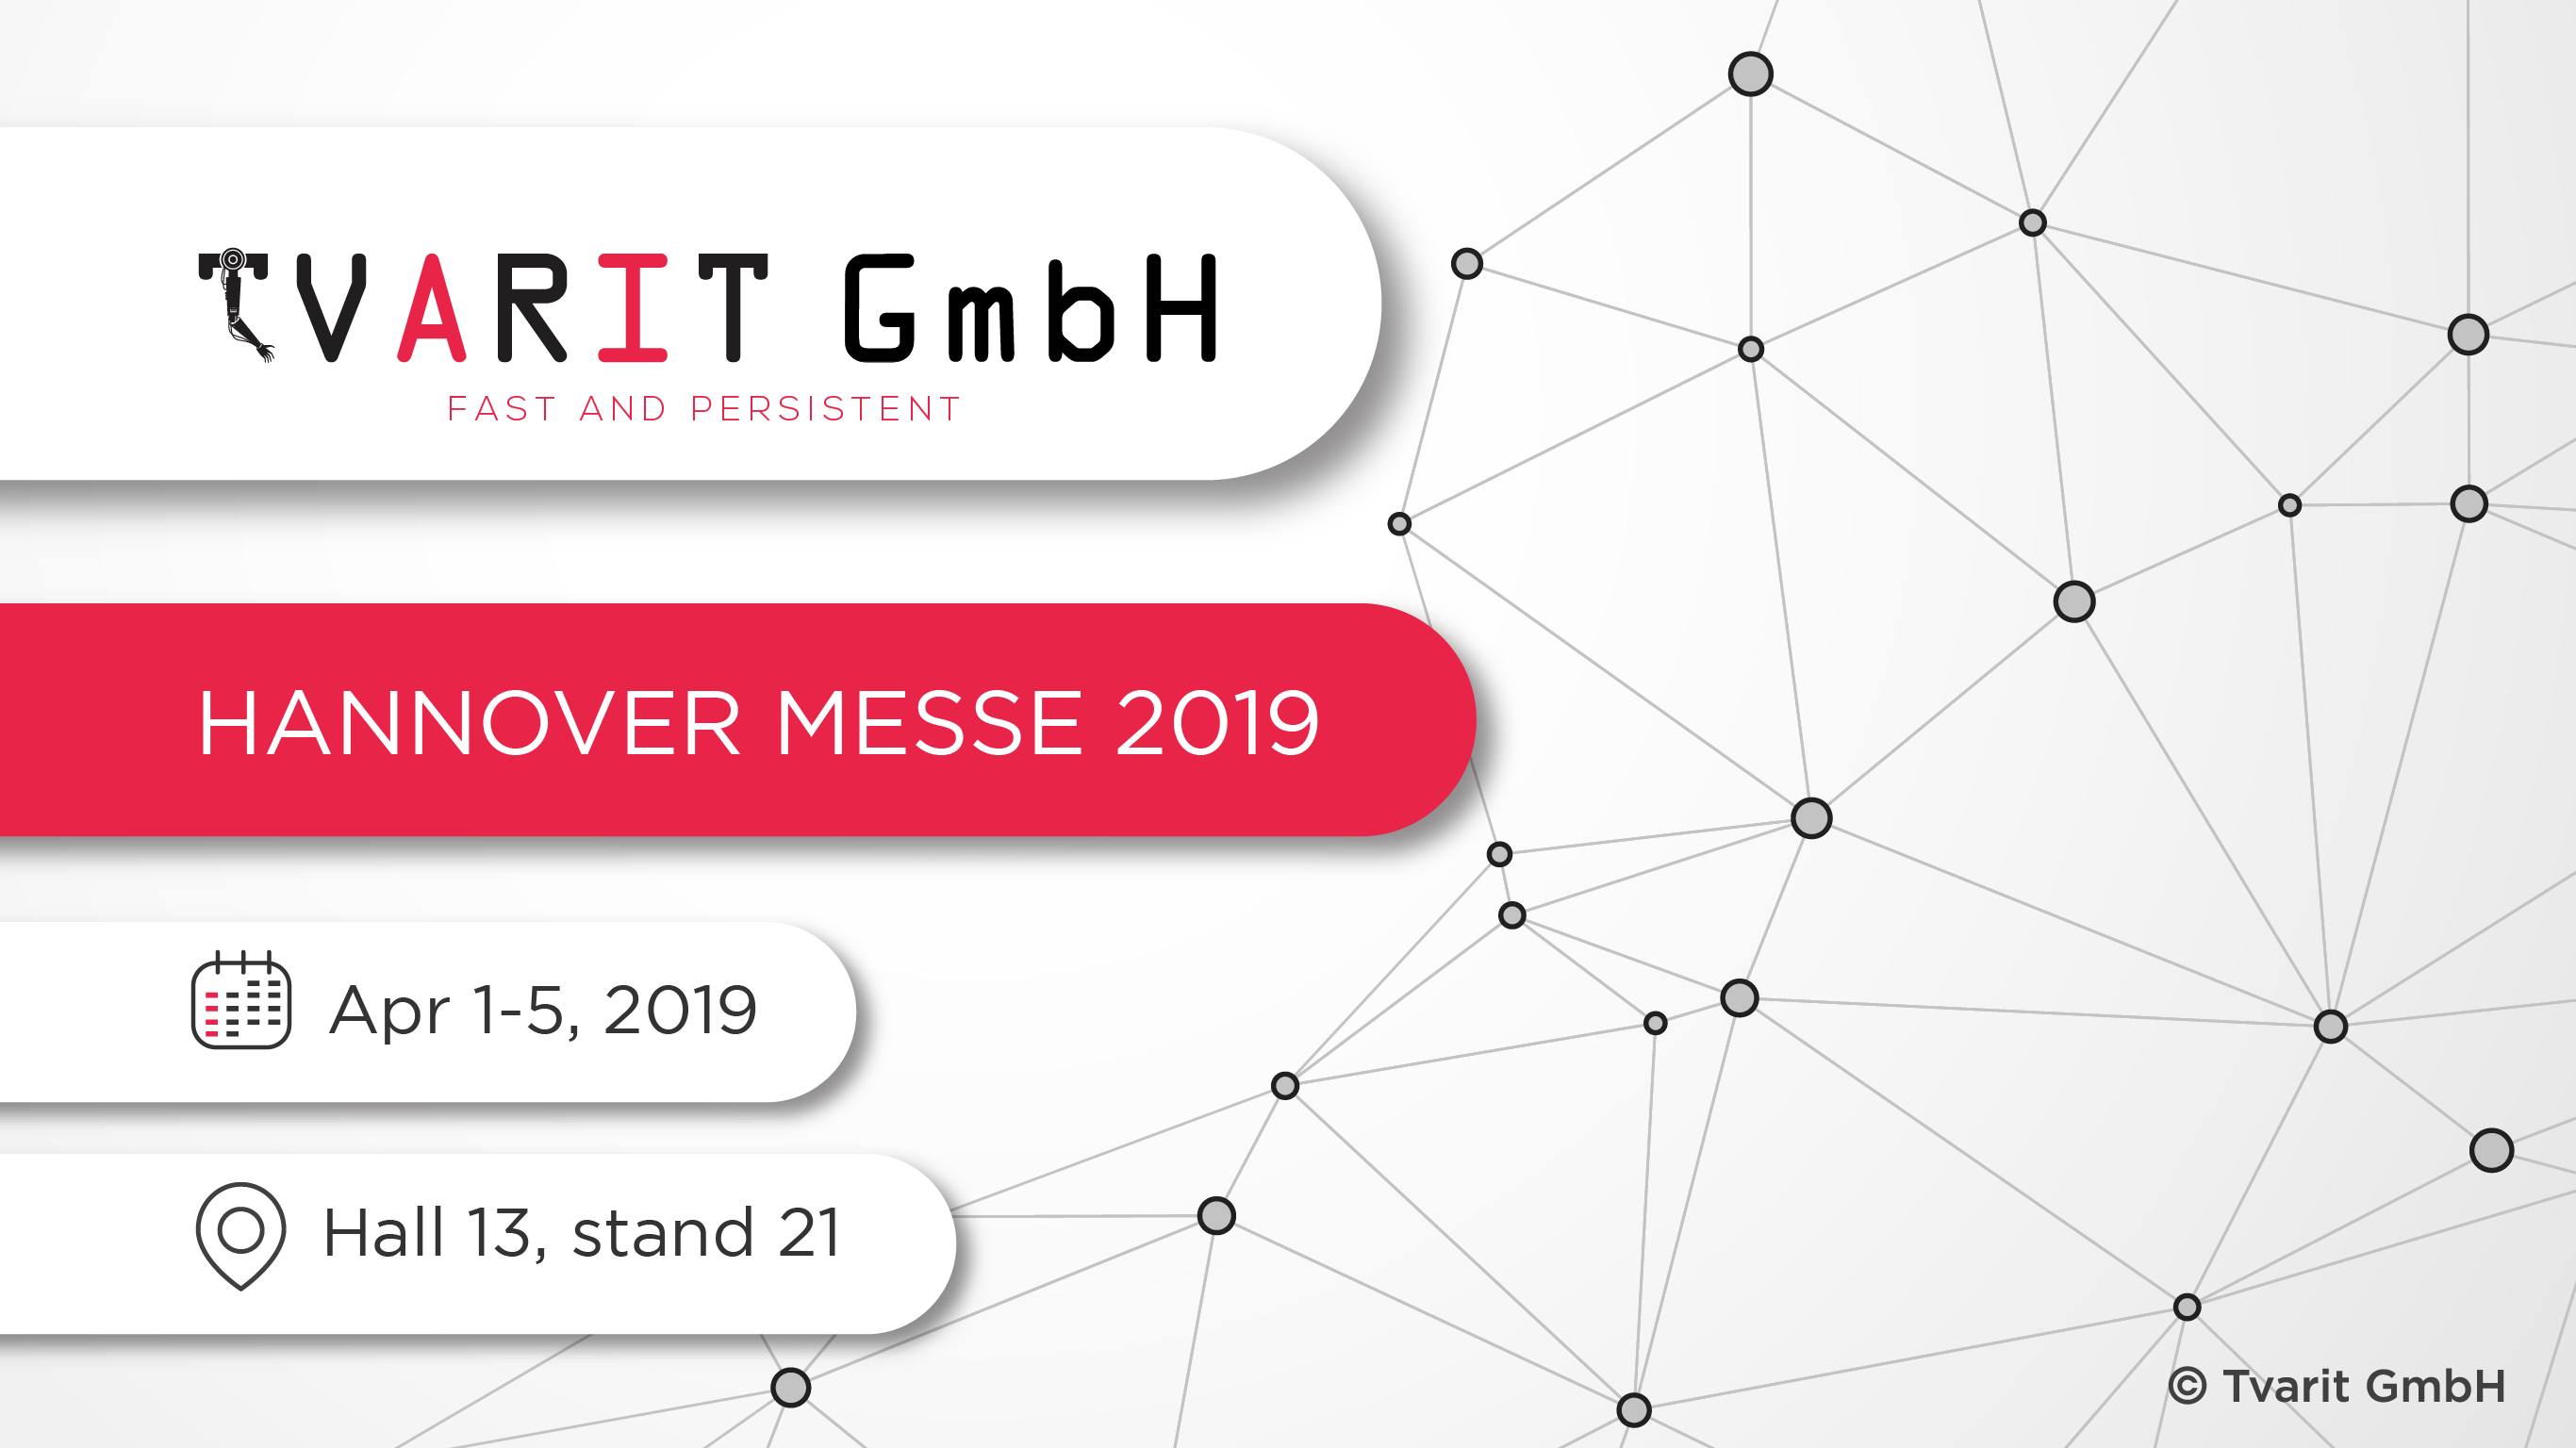 TVARIT GmbH
FAST AND PERSISTENT
HANNOVER MESSE 2019
Apr 1-5, 2019
Hall 13, stand 21
© Tvarit GmbH